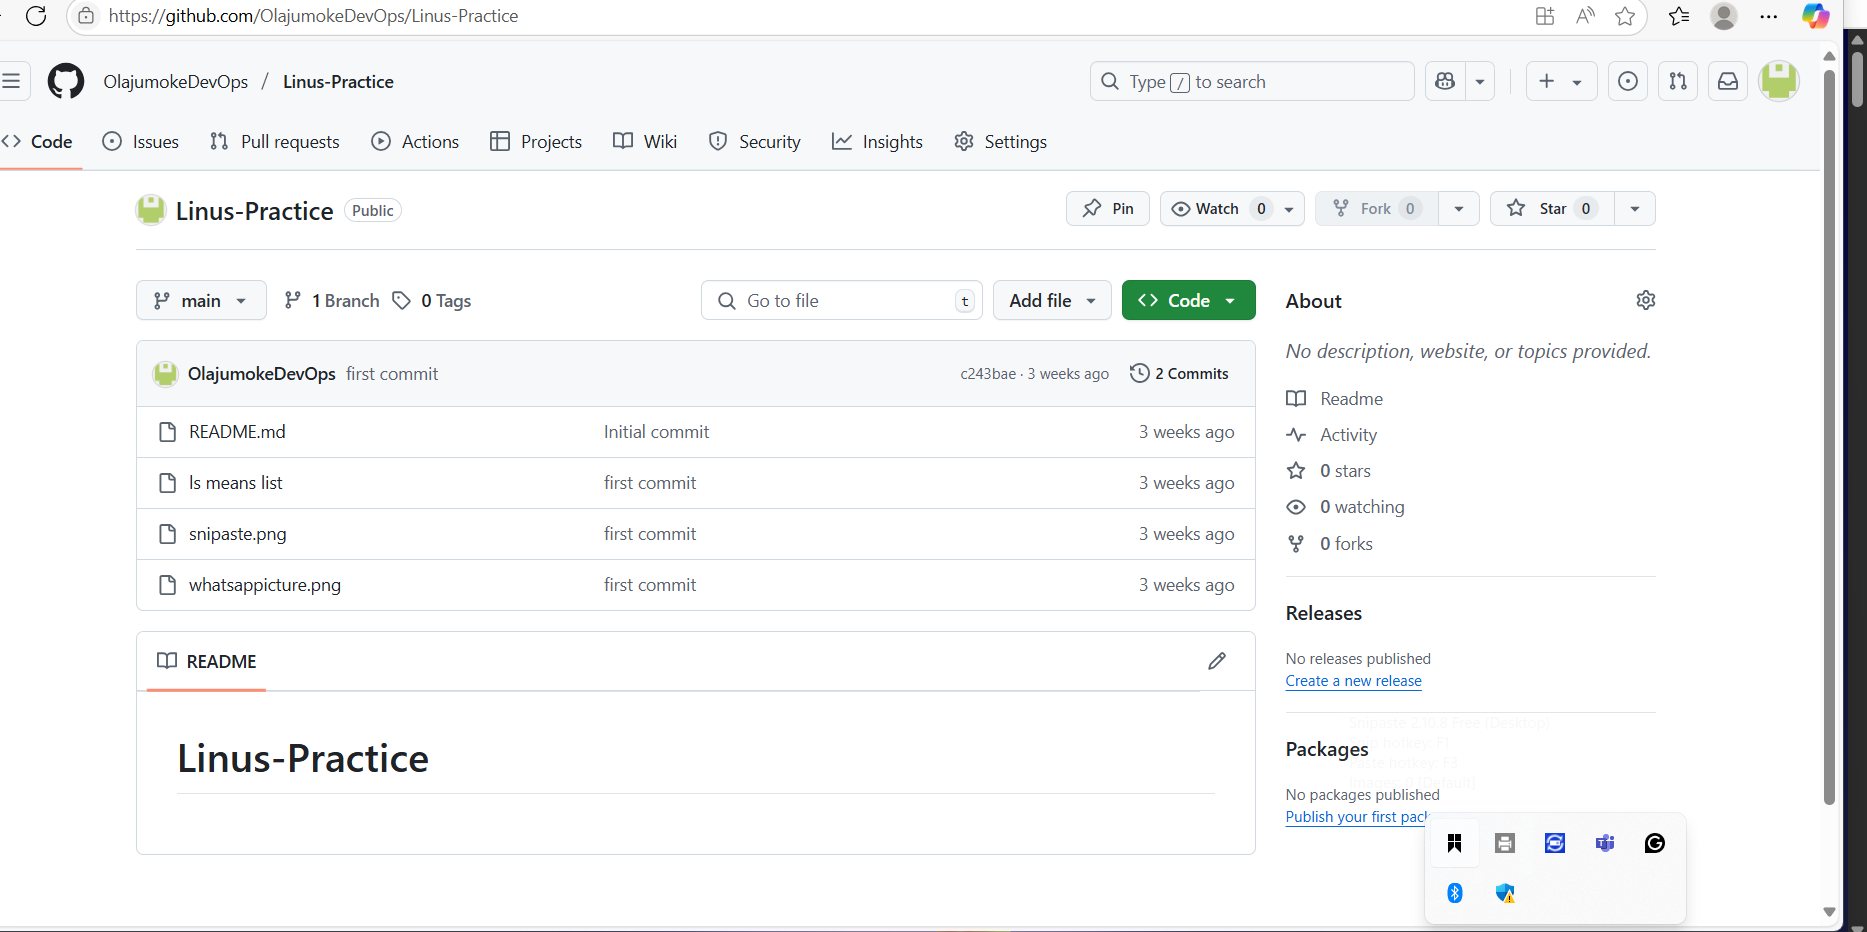 https://github.com/OlajumokeDevOps/Linus-Practice
OlajumokeDevOps / Linus-Practice
Type / to search
Code Issues Pull requests Actions Projects Wiki Security Insights Settings
Linus-Practice Public
Pin Watch 0 Fork 0 Star 0
main 1 Branch 0 Tags Go to file t Add file Code
OlajumokeDevOps first commit c243bae · 3 weeks ago 2 Commits
README.md Initial commit 3 weeks ago
ls means list first commit 3 weeks ago
snipaste.png first commit 3 weeks ago
whatsappicture.png first commit 3 weeks ago
README
Linus-Practice
About
No description, website, or topics provided.
Readme
Activity
0 stars
0 watching
0 forks
Releases
No releases published
Create a new release
Packages
No packages published
Publish your first pack